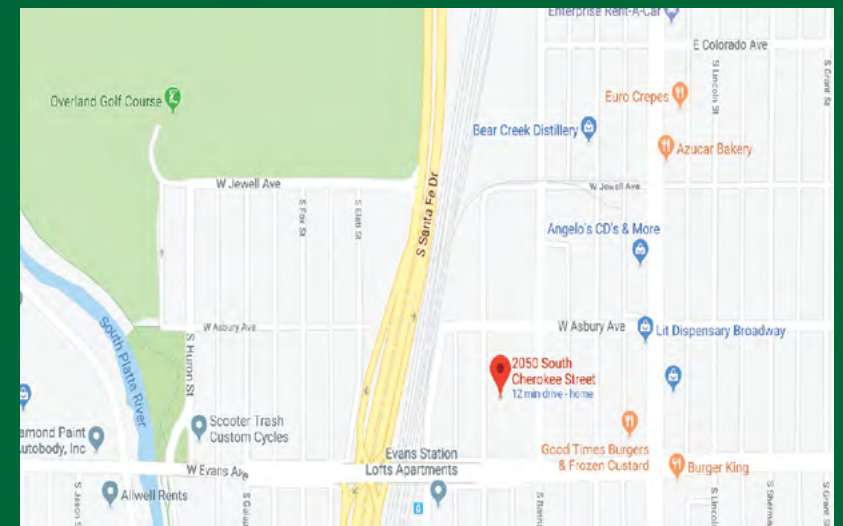 Enterprise Rent-A-Car
E Colorado Ave
S Lincoln St
S Grant St
Overland Golf Course
Euro Crepes
Bear Creek Distillery
Azucar Bakery
W Jewell Ave
W Jewell Ave
S Fox St
S Elati St
S Santa Fe Dr
Angelo's CD's & More
W Asbury Ave
W Asbury Ave
Lit Dispensary Broadway
South Platte River
S Huron St
2050 South
Cherokee Street
12 min drive - home
Scooter Trash
Custom Cycles
amond Paint
utobody, Inc
Good Times Burgers
& Frozen Custard
Evans Station
Lofts Apartments
W Evans Ave
Burger King
Allwell Rents
S Jason St
S Grant S